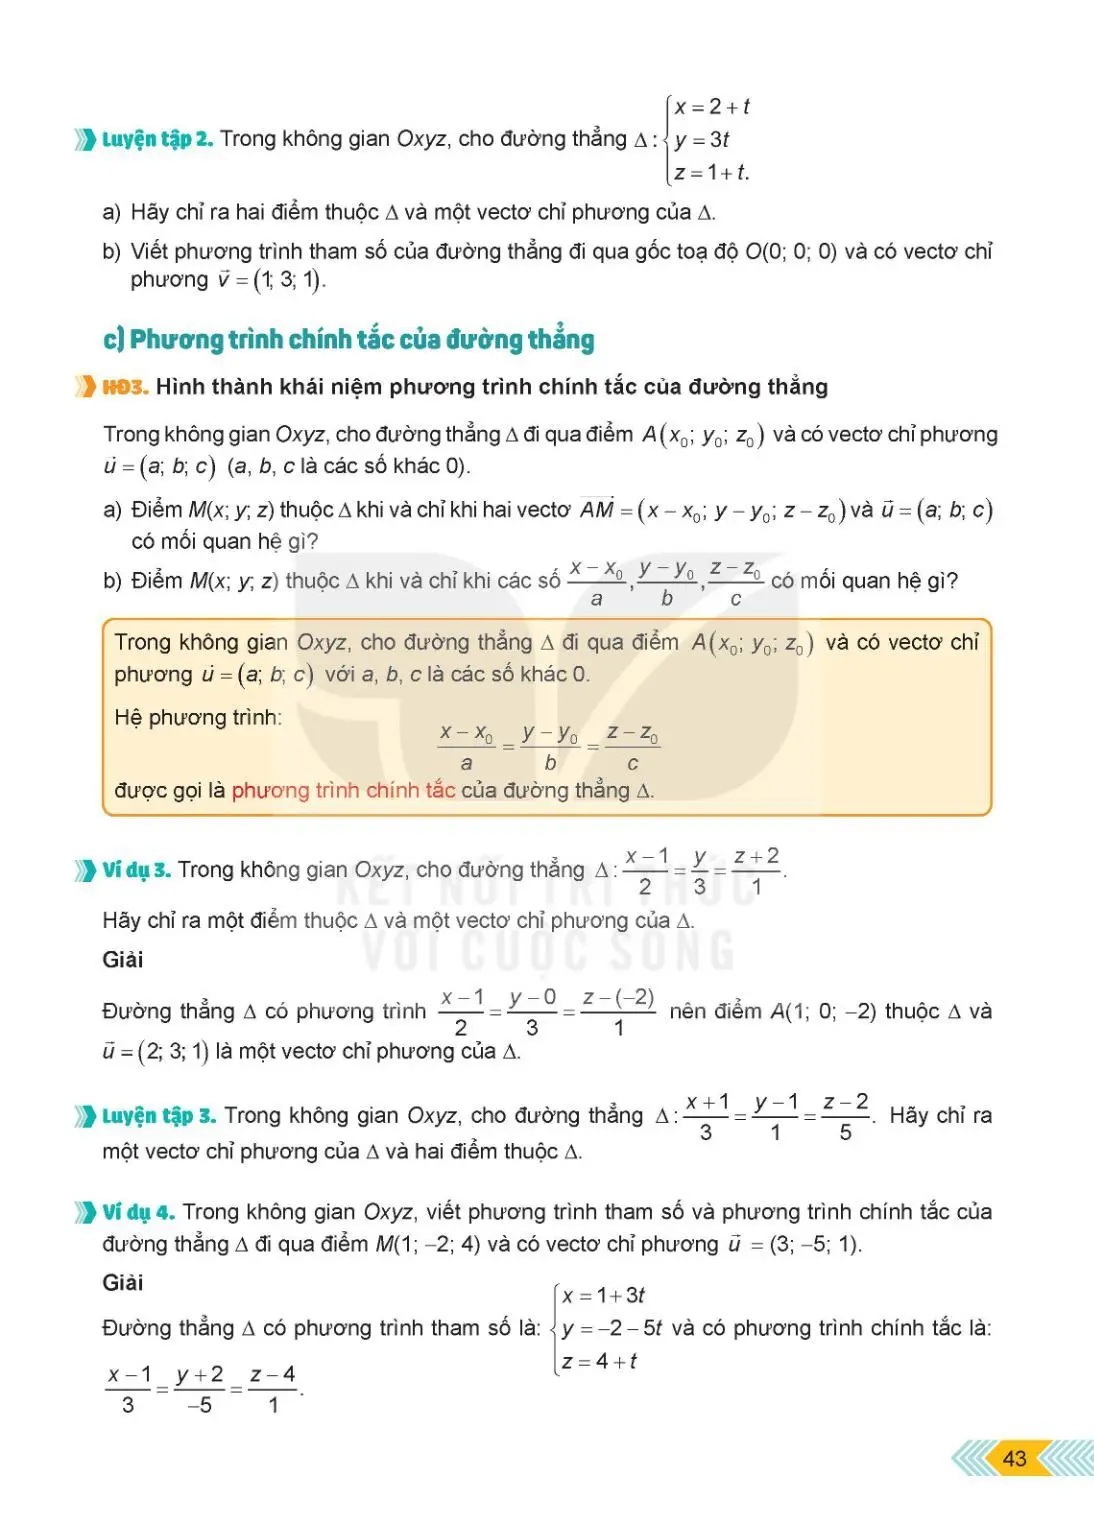 Luyện tập 2. Trong không gian Oxyz, cho đường thẳng Δ : { x = 2 + t
y = 3t
z = 1 + t.
a) Hãy chỉ ra hai điểm thuộc Δ và một vectơ chỉ phương của Δ.
b) Viết phương trình tham số của đường thẳng đi qua gốc toạ độ O(0; 0; 0) và có vectơ chỉ
phương v⃗ = (1; 3; 1).
c) Phương trình chính tắc của đường thẳng
HĐ3. Hình thành khái niệm phương trình chính tắc của đường thẳng
Trong không gian Oxyz, cho đường thẳng Δ đi qua điểm A(x₀; y₀; z₀) và có vectơ chỉ phương
u⃗ = (a; b; c) (a, b, c là các số khác 0).
a) Điểm M(x; y; z) thuộc Δ khi và chỉ khi hai vectơ AM⃗ = (x – x₀; y – y₀; z – z₀) và u⃗ = (a; b; c)
có mối quan hệ gì?
b) Điểm M(x; y; z) thuộc Δ khi và chỉ khi các số (x – x₀)/a, (y – y₀)/b, (z – z₀)/c có mối quan hệ gì?
Trong không gian Oxyz, cho đường thẳng Δ đi qua điểm A(x₀; y₀; z₀) và có vectơ chỉ
phương u⃗ = (a; b; c) với a, b, c là các số khác 0.
Hệ phương trình:
(x – x₀)/a = (y – y₀)/b = (z – z₀)/c
được gọi là phương trình chính tắc của đường thẳng Δ.
KẾT NỐI TRI THỨC
VỚI CUỘC SỐNG
Ví dụ 3. Trong không gian Oxyz, cho đường thẳng Δ : (x – 1)/2 = y/3 = (z + 2)/1.
Hãy chỉ ra một điểm thuộc Δ và một vectơ chỉ phương của Δ.
Giải
Đường thẳng Δ có phương trình (x – 1)/2 = (y – 0)/3 = (z – (–2))/1 nên điểm A(1; 0; –2) thuộc Δ và
u⃗ = (2; 3; 1) là một vectơ chỉ phương của Δ.
Luyện tập 3. Trong không gian Oxyz, cho đường thẳng Δ : (x + 1)/3 = (y – 1)/1 = (z – 2)/5. Hãy chỉ ra
một vectơ chỉ phương của Δ và hai điểm thuộc Δ.
Ví dụ 4. Trong không gian Oxyz, viết phương trình tham số và phương trình chính tắc của
đường thẳng Δ đi qua điểm M(1; –2; 4) và có vectơ chỉ phương u⃗ = (3; –5; 1).
Giải
Đường thẳng Δ có phương trình tham số là: { x = 1 + 3t
y = –2 – 5t và có phương trình chính tắc là:
z = 4 + t
(x – 1)/3 = (y + 2)/–5 = (z – 4)/1.
43